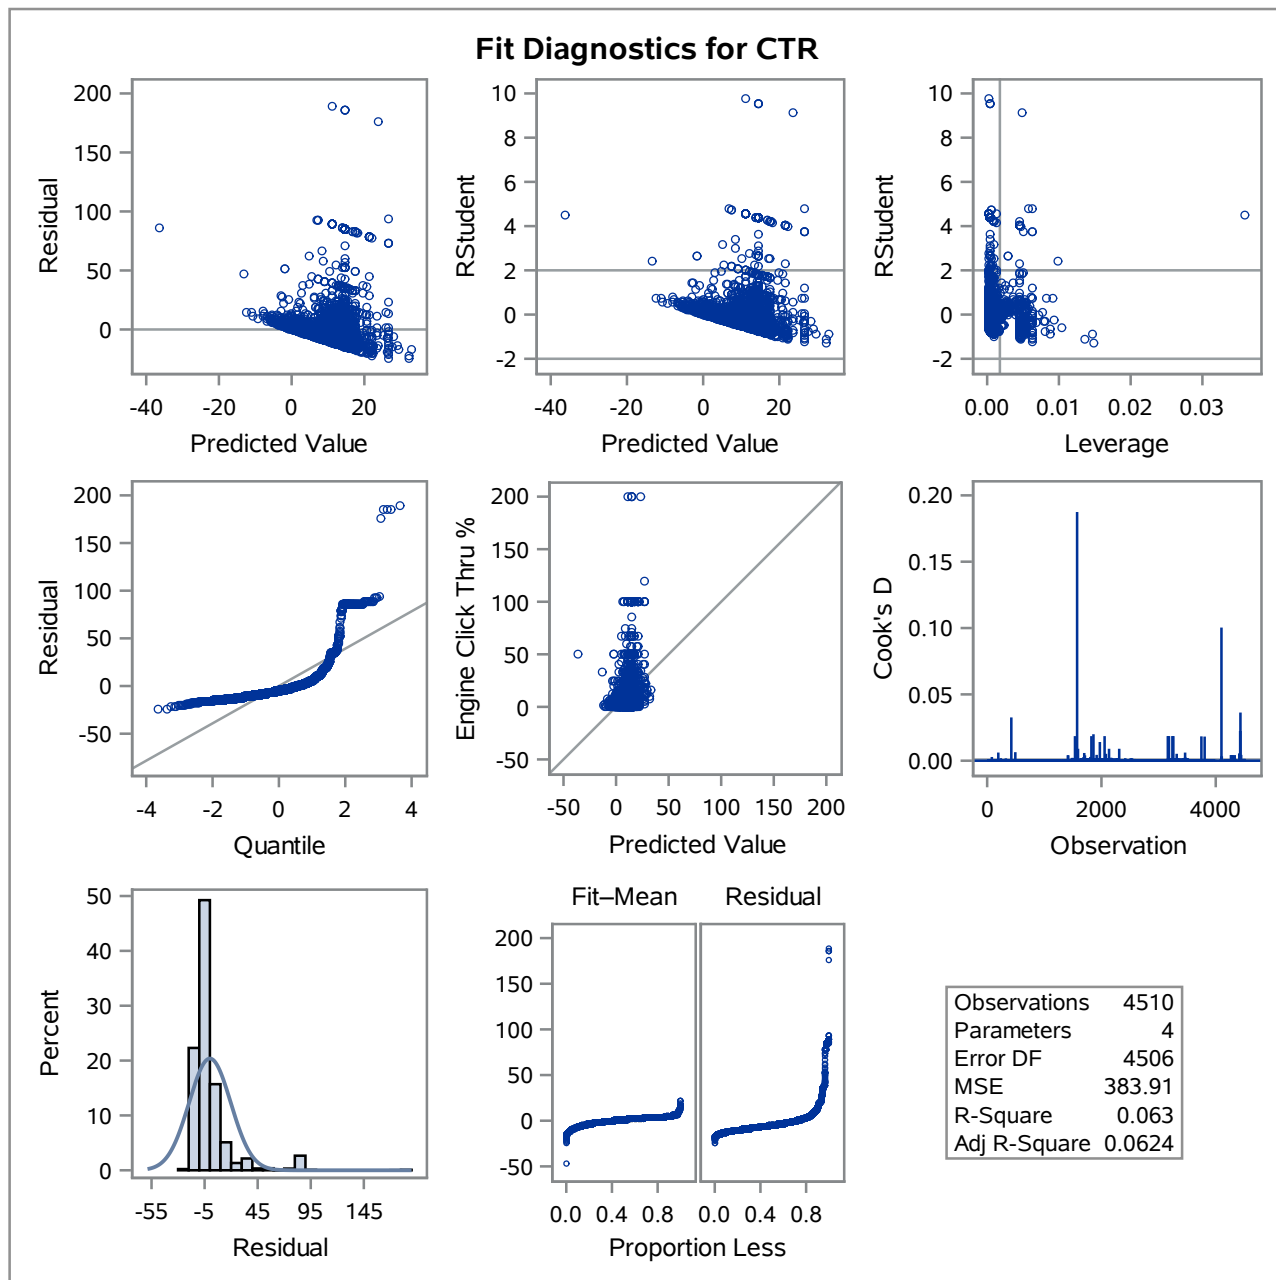 Fit Diagnostics for CTR
200
150
100
50
0
Residual
-40 -20 0 20
Predicted Value
10
8
6
4
2
0
-2
RStudent
-40 -20 0 20
Predicted Value
10
8
6
4
2
0
-2
RStudent
0.00 0.01 0.02 0.03
Leverage
200
150
100
50
0
-50
Residual
-4 -2 0 2 4
Quantile
200
150
100
50
0
-50
Engine Click Thru %
-50 0 50 100 150 200
Predicted Value
0.20
0.15
0.10
0.05
0.00
Cook's D
0 2000 4000
Observation
50
40
30
20
10
0
Percent
-55 -5 45 95 145
Residual
Fit–Mean Residual
200
150
100
50
0
-50
0.0 0.4 0.8 0.0 0.4 0.8
Proportion Less
Observations 4510
Parameters 4
Error DF 4506
MSE 383.91
R-Square 0.063
Adj R-Square 0.0624